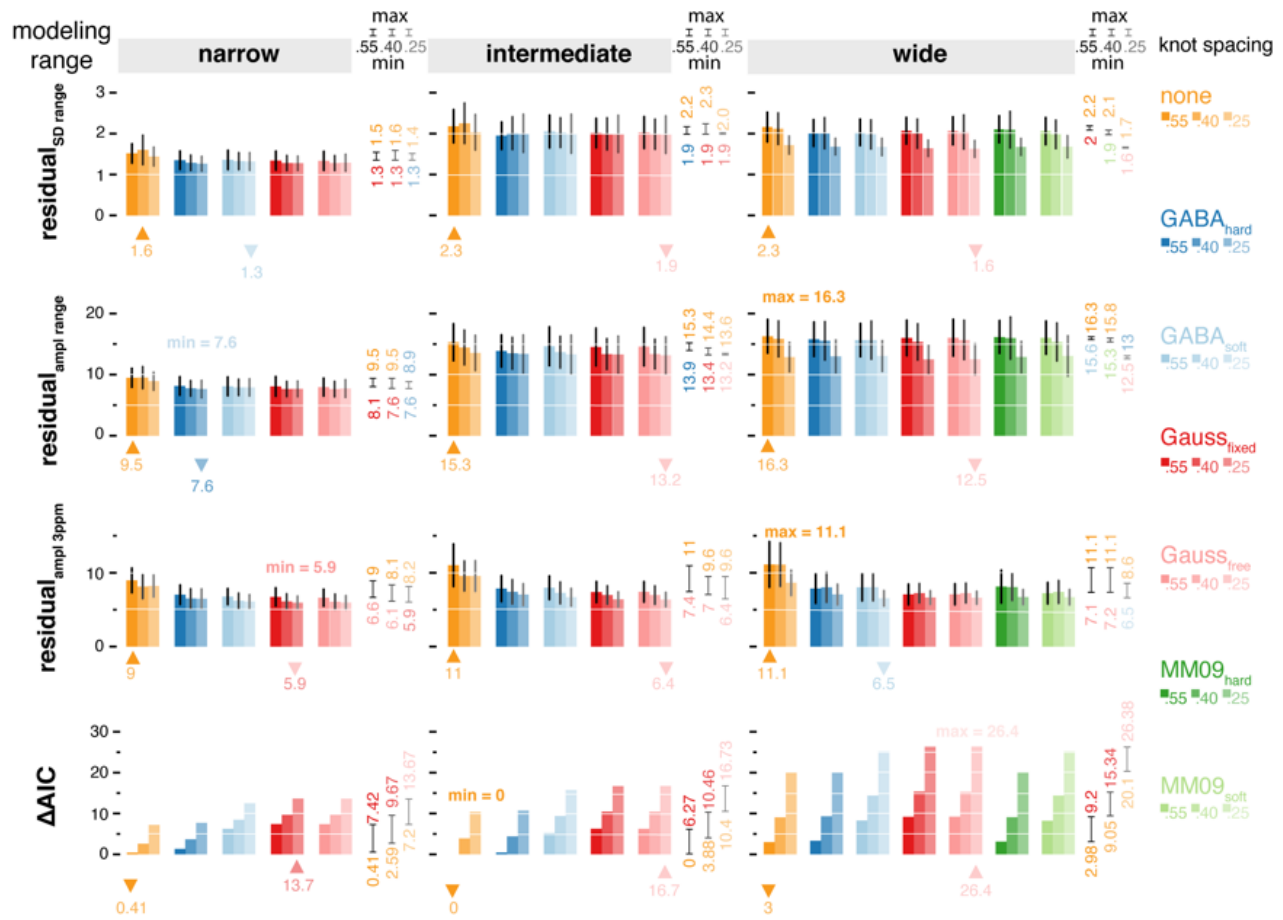 modeling range
narrow
max
.55 .40 .25
min
intermediate
max
.55 .40 .25
min
wide
max
.55 .40 .25
min
knot spacing
residual SD range
3
2
1
0
1.6
1.3
1.5
1.6
1.4
1.3
1.3
1.3
2.3
1.9
2.2
2.3
2.0
1.9
1.9
1.9
2.3
1.6
2.2
2.1
1.7
2
1.9
1.6
residual ampl range
20
10
0
min = 7.6
9.5
7.6
9.5
9.5
8.9
8.1
7.6
7.6
15.3
13.2
15.3
14.4
13.6
13.9
13.4
13.2
max = 16.3
16.3
12.5
16.3
15.8
13
15.6
15.3
12.5
residual ampl 3ppm
10
0
min = 5.9
9
5.9
9
8.1
8.2
6.6
6.1
5.9
11
6.4
11
9.6
9.6
7.4
7
6.4
max = 11.1
11.1
6.5
11.1
11.1
8.6
7.1
7.2
6.5
ΔΔAIC
30
20
10
0
0.41
13.7
7.42
9.67
13.67
0.41
2.59
7.2
min = 0
0
16.7
6.27
10.46
16.73
0
3.88
10.4
max = 26.4
3
26.4
9.2
15.34
26.38
2.98
9.05
20.1
none
.55 .40 .25
GABA hard
.55 .40 .25
GABA soft
.55 .40 .25
Gauss fixed
.55 .40 .25
Gauss free
.55 .40 .25
MM09 hard
.55 .40 .25
MM09 soft
.55 .40 .25